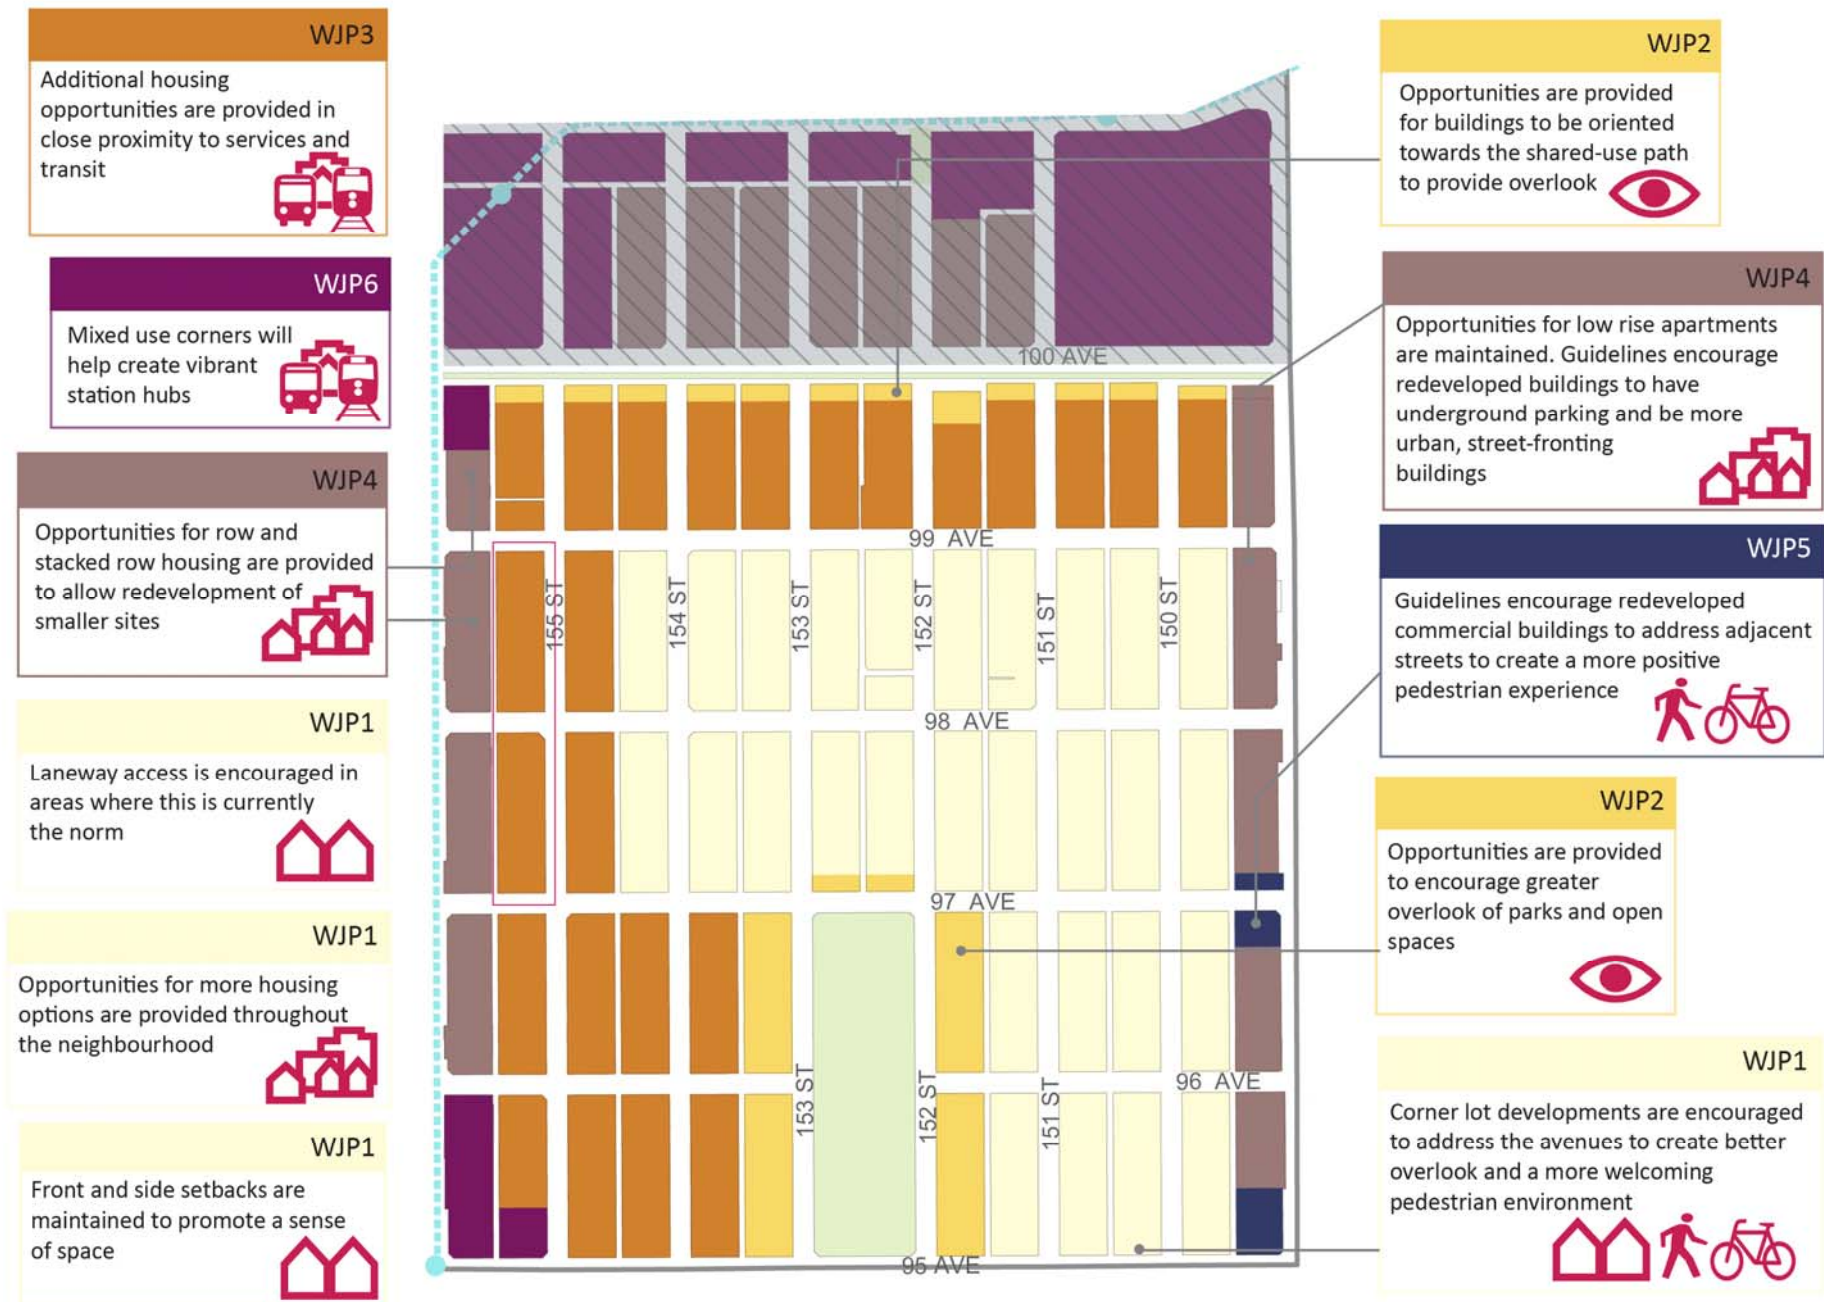 WJP3
Additional housing
opportunities are provided in
close proximity to services and
transit
WJP6
Mixed use corners will
help create vibrant
station hubs
WJP4
Opportunities for row and
stacked row housing are provided
to allow redevelopment of
smaller sites
WJP1
Laneway access is encouraged in
areas where this is currently
the norm
WJP1
Opportunities for more housing
options are provided throughout
the neighbourhood
WJP1
Front and side setbacks are
maintained to promote a sense
of space
100 AVE
99 AVE
155 ST
154 ST
153 ST
152 ST
151 ST
150 ST
98 AVE
97 AVE
153 ST
152 ST
151 ST
96 AVE
95 AVE
WJP2
Opportunities are provided
for buildings to be oriented
towards the shared-use path
to provide overlook
WJP4
Opportunities for low rise apartments
are maintained. Guidelines encourage
redeveloped buildings to have
underground parking and be more
urban, street-fronting
buildings
WJP5
Guidelines encourage redeveloped
commercial buildings to address adjacent
streets to create a more positive
pedestrian experience
WJP2
Opportunities are provided
to encourage greater
overlook of parks and open
spaces
WJP1
Corner lot developments are encouraged
to address the avenues to create better
overlook and a more welcoming
pedestrian environment